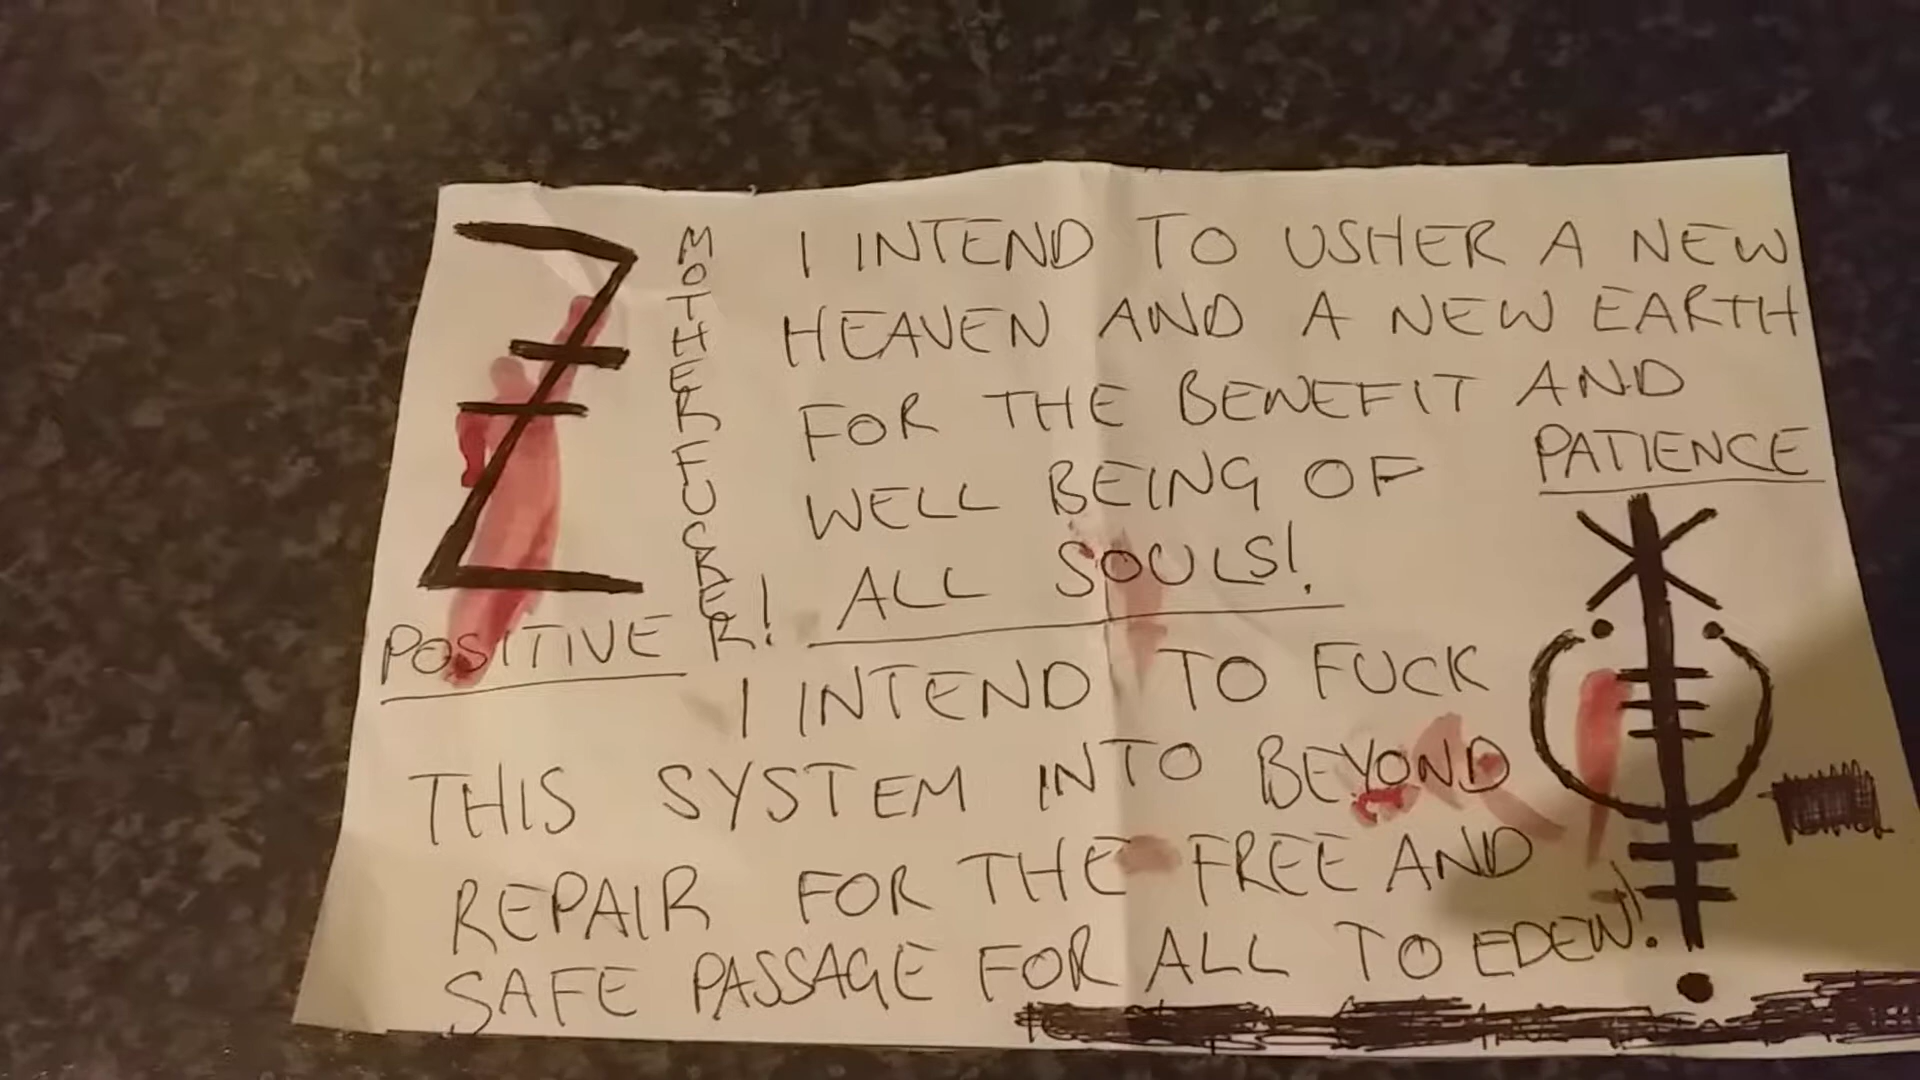 MOTHERFUCKER!
POSITIVE
I INTEND TO USHER A NEW
HEAVEN AND A NEW EARTH
FOR THE BENEFIT AND
WELL BEING OF
ALL SOULS!
PATIENCE
I INTEND TO FUCK
THIS SYSTEM INTO BEYOND
REPAIR FOR THE FREE AND
SAFE PASSAGE FOR ALL TO EDEN!